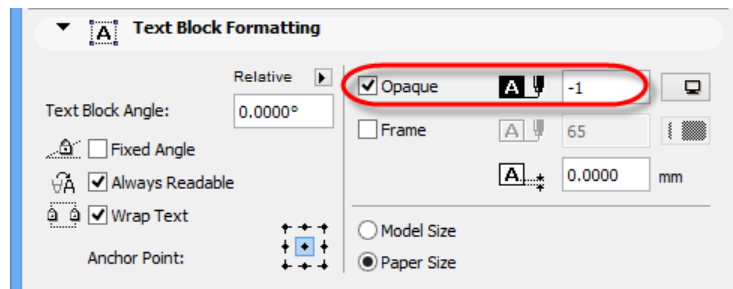 Text Block Formatting
Relative
Text Block Angle:
0.0000°
Fixed Angle
Always Readable
Wrap Text
Anchor Point:
Opaque
-1
Frame
65
0.0000
mm
Model Size
Paper Size